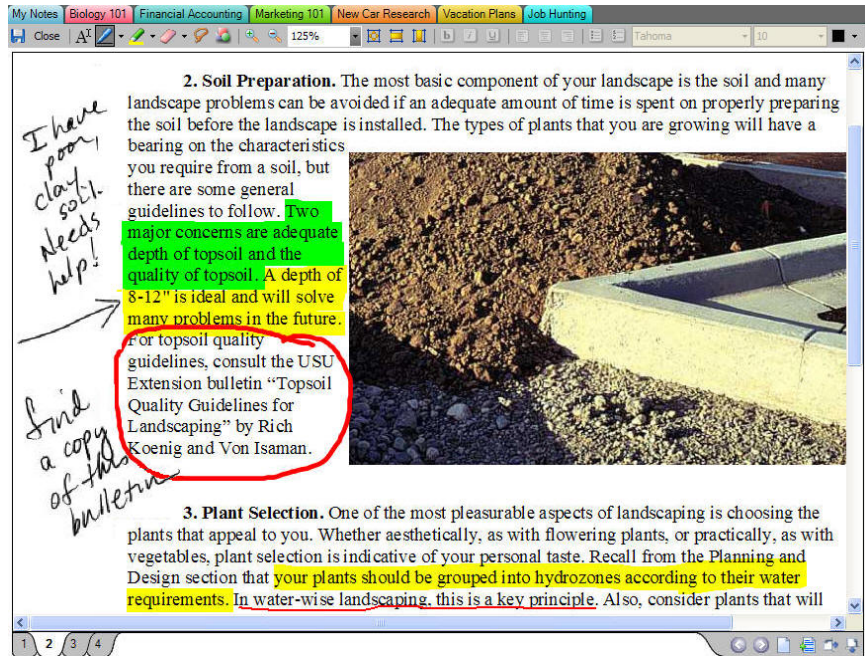 My Notes Biology 101 Financial Accounting Marketing 101 New Car Research Vacation Plans Job Hunting
Close 125% b i u Tahoma 10
2. Soil Preparation. The most basic component of your landscape is the soil and many
landscape problems can be avoided if an adequate amount of time is spent on properly preparing
the soil before the landscape is installed. The types of plants that you are growing will have a
bearing on the characteristics
you require from a soil, but
there are some general
guidelines to follow. Two
major concerns are adequate
depth of topsoil and the
quality of topsoil. A depth of
8-12" is ideal and will solve
many problems in the future.
For topsoil quality
guidelines, consult the USU
Extension bulletin “Topsoil
Quality Guidelines for
Landscaping” by Rich
Koenig and Von Isaman.
I have
poor,
clay
soil.
Needs
help!
find
a copy
of this
bulletin
3. Plant Selection. One of the most pleasurable aspects of landscaping is choosing the
plants that appeal to you. Whether aesthetically, as with flowering plants, or practically, as with
vegetables, plant selection is indicative of your personal taste. Recall from the Planning and
Design section that your plants should be grouped into hydrozones according to their water
requirements. In water-wise landscaping, this is a key principle. Also, consider plants that will
1 2 3 4